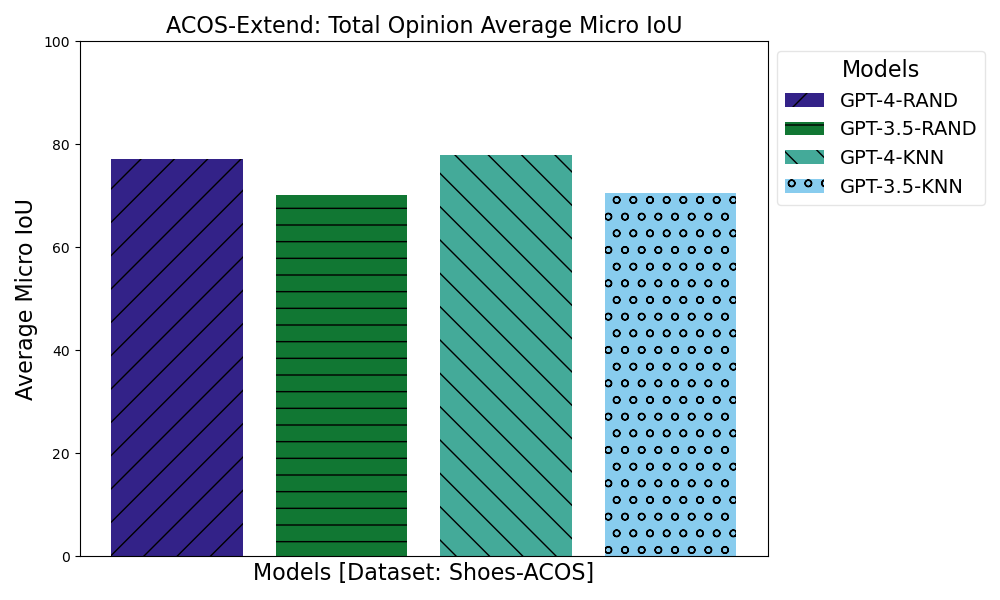 ACOS-Extend: Total Opinion Average Micro IoU
100
80
60
40
20
0
Average Micro IoU
Models [Dataset: Shoes-ACOS]
Models
GPT-4-RAND
GPT-3.5-RAND
GPT-4-KNN
GPT-3.5-KNN